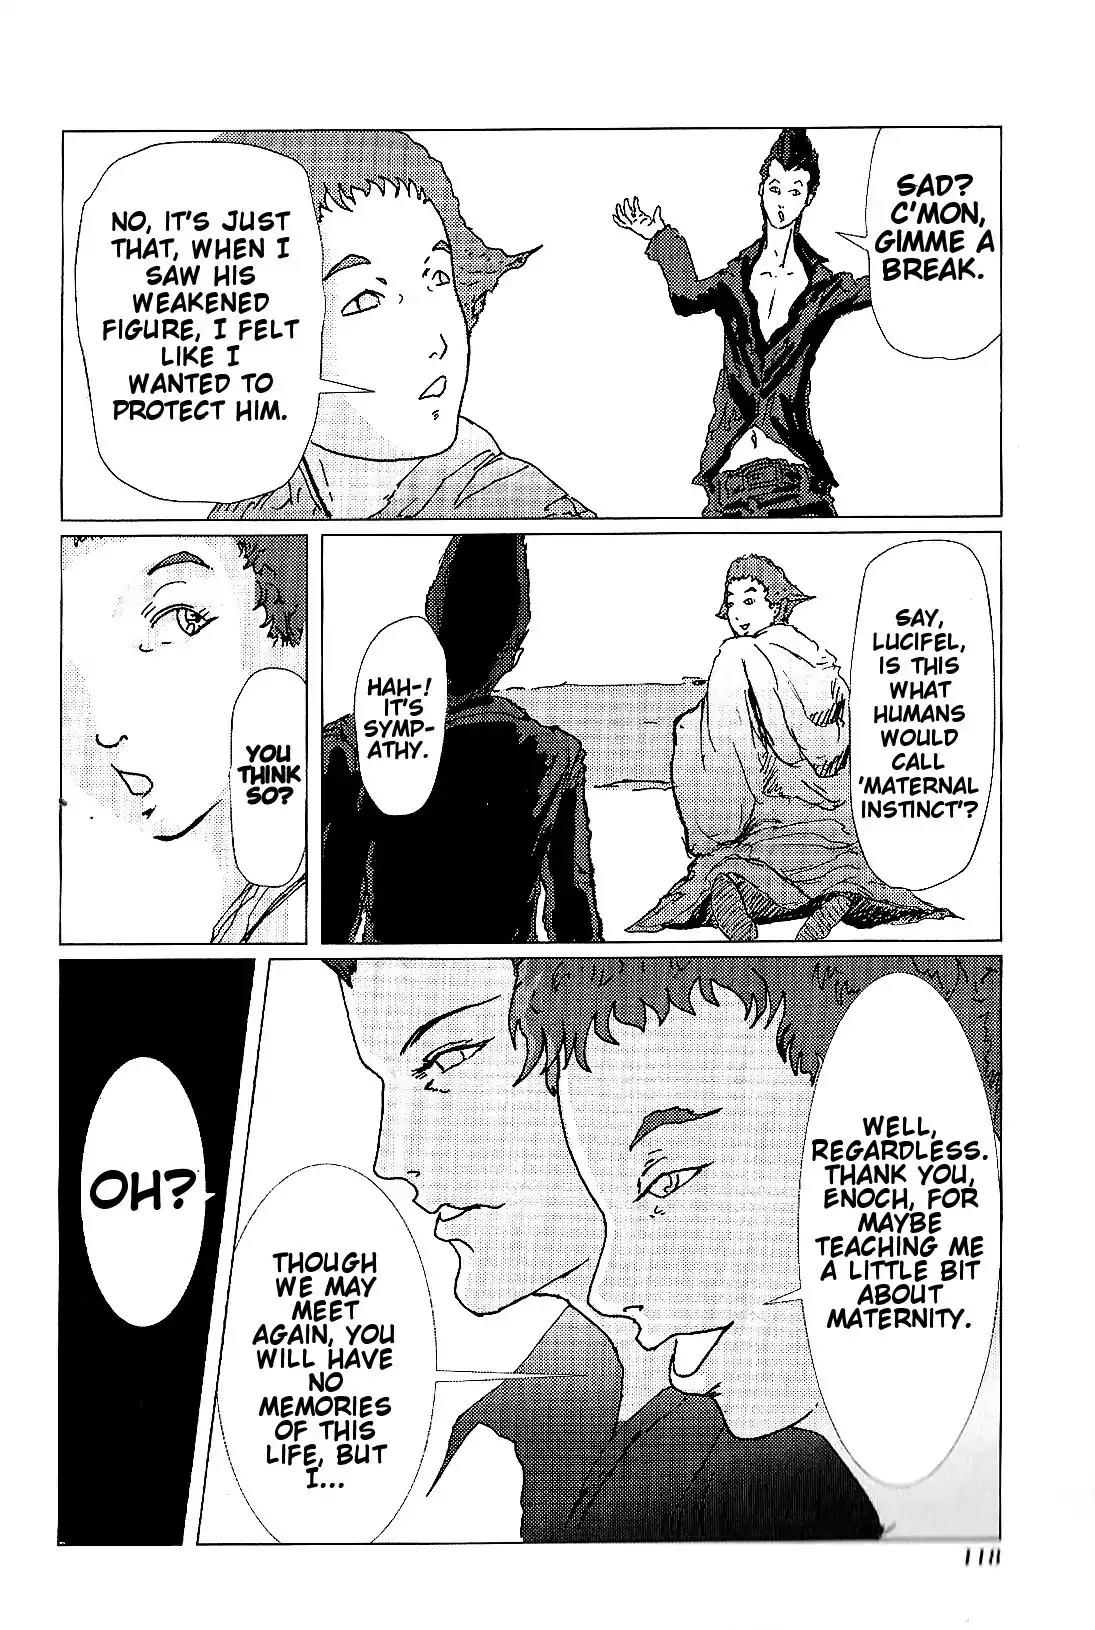 SAD?
C'MON,
GIMME A
BREAK.
NO, IT'S JUST
THAT, WHEN I
SAW HIS
WEAKENED
FIGURE, I FELT
LIKE I
WANTED TO
PROTECT HIM.
SAY,
LUCIFEL,
IS THIS
WHAT
HUMANS
WOULD
CALL
'MATERNAL
INSTINCT'?
HAH-!
IT'S
SYMP-
ATHY.
YOU
THINK
SO?
WELL,
REGARDLESS.
THANK YOU,
ENOCH, FOR
MAYBE
TEACHING ME
A LITTLE BIT
ABOUT
MATERNITY.
THOUGH
WE MAY
MEET
AGAIN, YOU
WILL HAVE
NO
MEMORIES
OF THIS
LIFE, BUT
I...
OH?
118